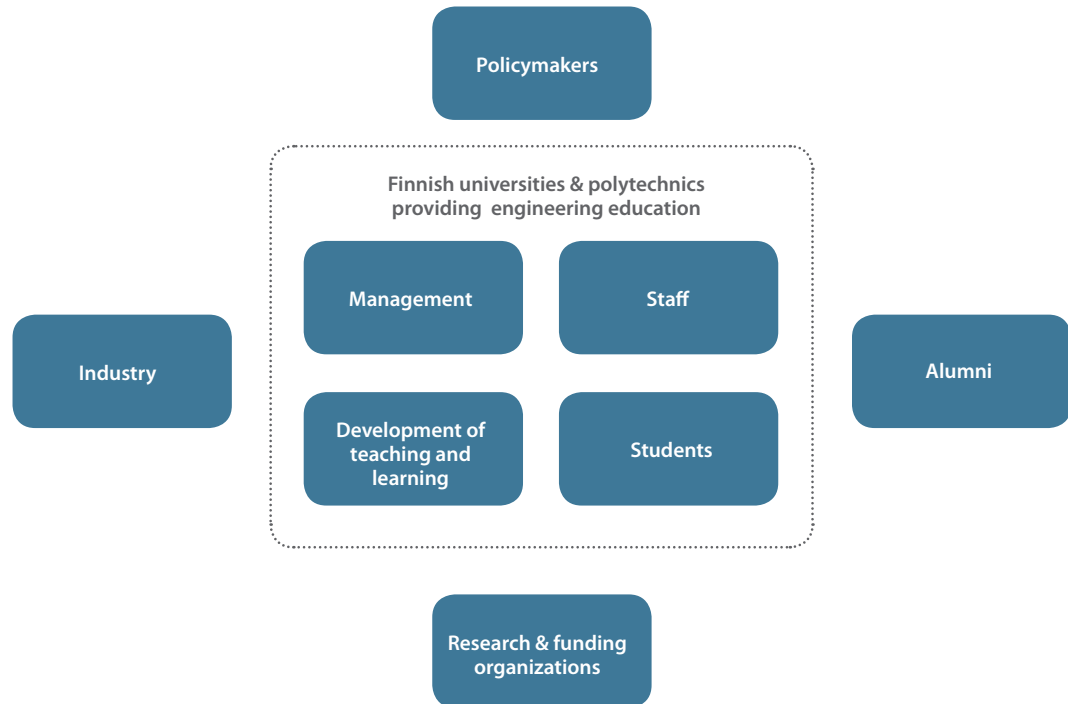 Policymakers
Finnish universities & polytechnics
providing engineering education
Management
Staff
Industry
Alumni
Development of
teaching and
learning
Students
Research & funding
organizations